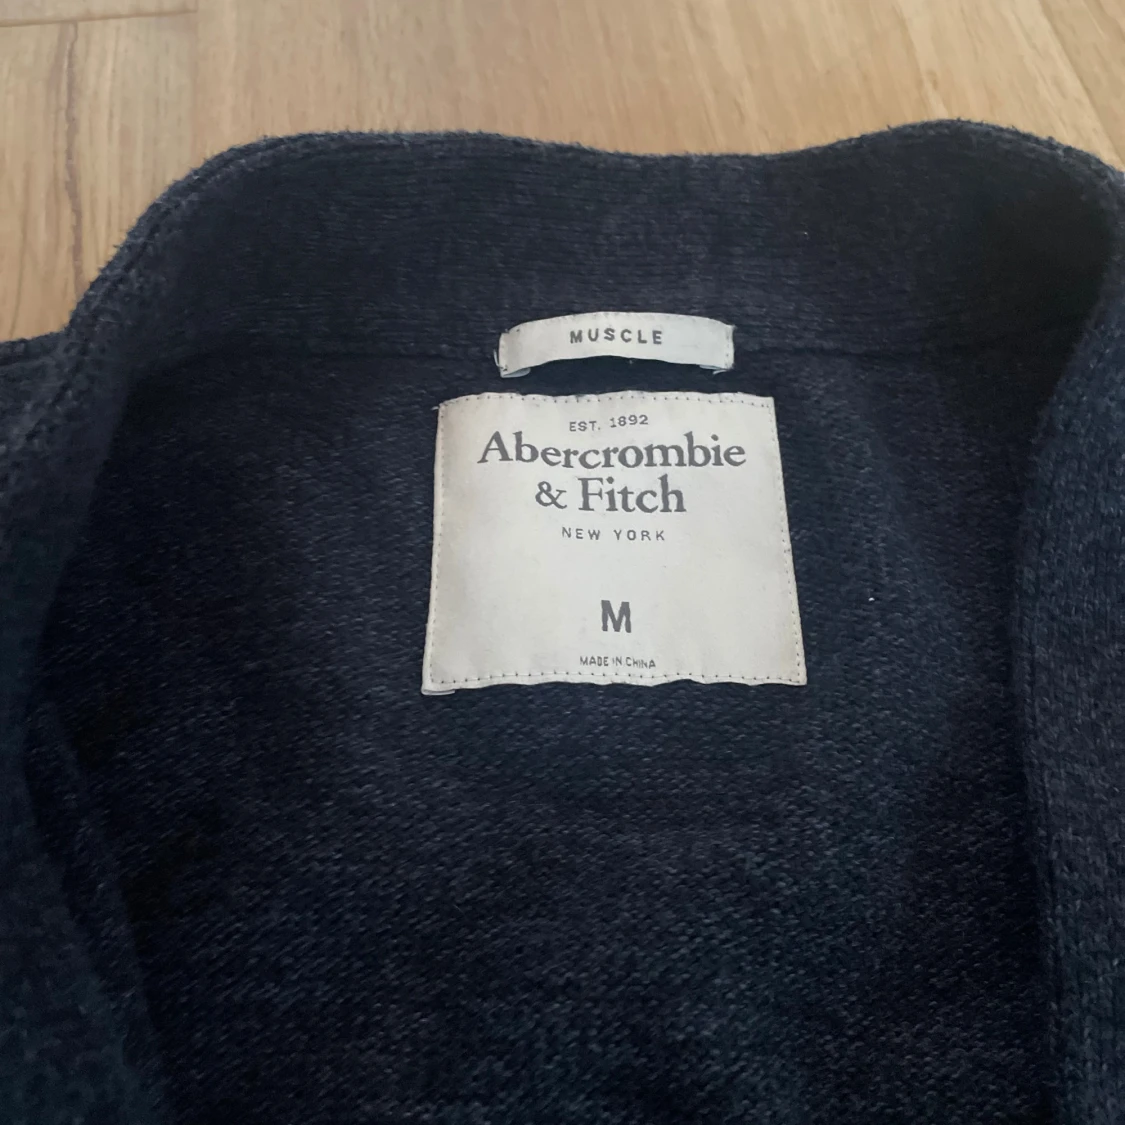 MUSCLE
EST. 1892
Abercrombie
& Fitch
NEW YORK
M
MADE IN CHINA